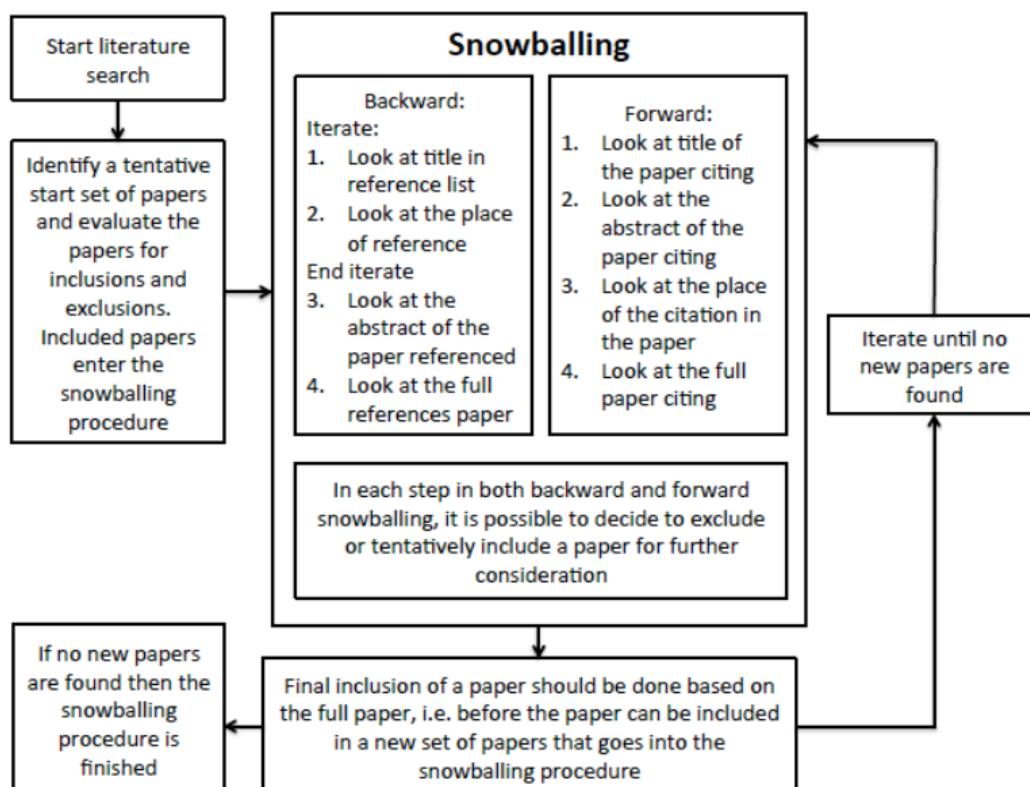 Start literature
search
Identify a tentative
start set of papers
and evaluate the
papers for
inclusions and
exclusions.
Included papers
enter the
snowballing
procedure
Snowballing
Backward:
Iterate:
1. Look at title in
reference list
2. Look at the place
of reference
End iterate
3. Look at the
abstract of the
paper referenced
4. Look at the full
references paper
Forward:
1. Look at title of
the paper citing
2. Look at the
abstract of the
paper citing
3. Look at the place
of the citation in
the paper
4. Look at the full
paper citing
In each step in both backward and forward
snowballing, it is possible to decide to exclude
or tentatively include a paper for further
consideration
Iterate until no
new papers are
found
Final inclusion of a paper should be done based on
the full paper, i.e. before the paper can be included
in a new set of papers that goes into the
snowballing procedure
If no new papers
are found then the
snowballing
procedure is
finished